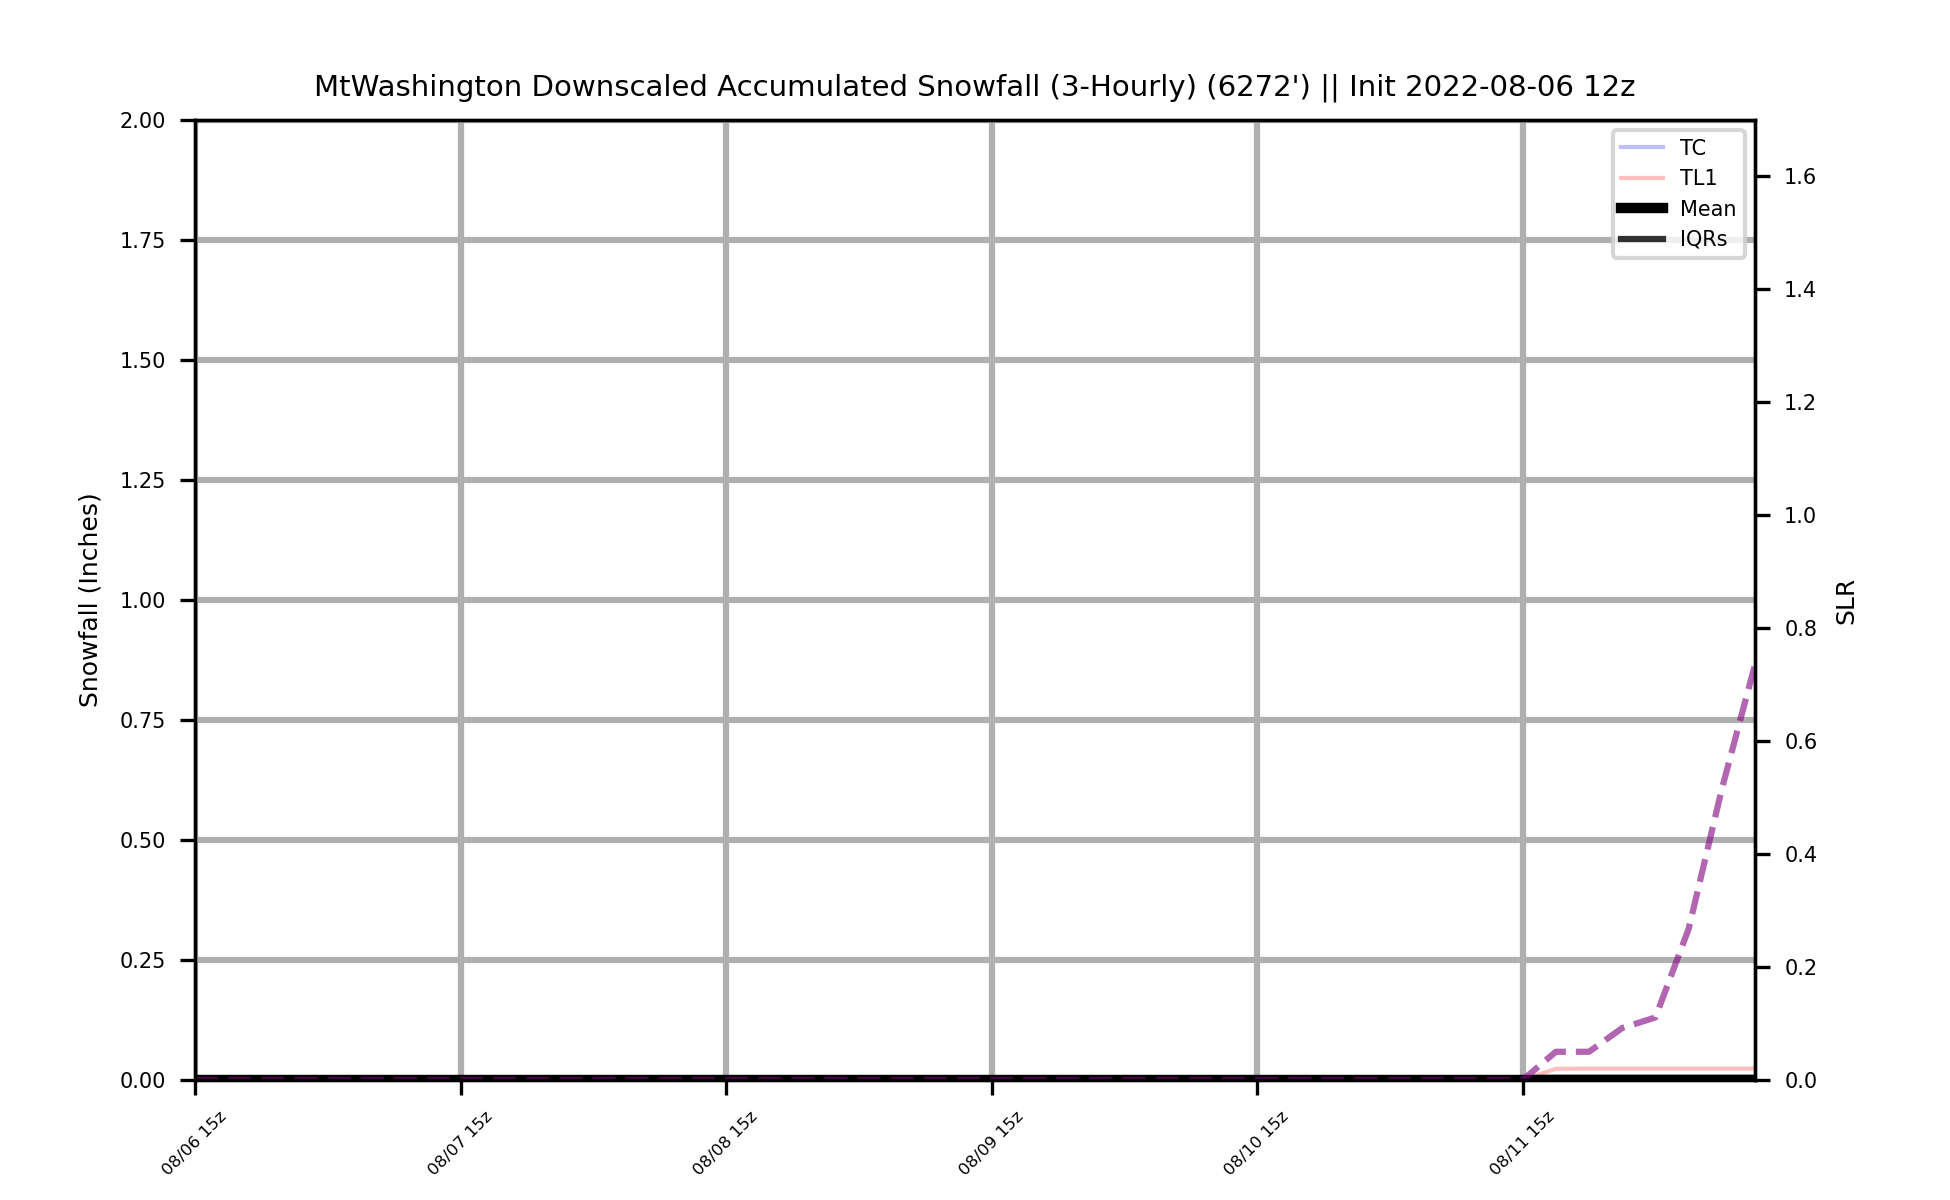 MtWashington Downscaled Accumulated Snowfall (3-Hourly) (6272') || Init 2022-08-06 12z
2.00
1.75
1.50
1.25
1.00
0.75
0.50
0.25
0.00
Snowfall (Inches)
TC
TL1
Mean
IQRs
1.6
1.4
1.2
1.0
0.8
0.6
0.4
0.2
0.0
SLR
08/06 15z
08/07 15z
08/08 15z
08/09 15z
08/10 15z
08/11 15z